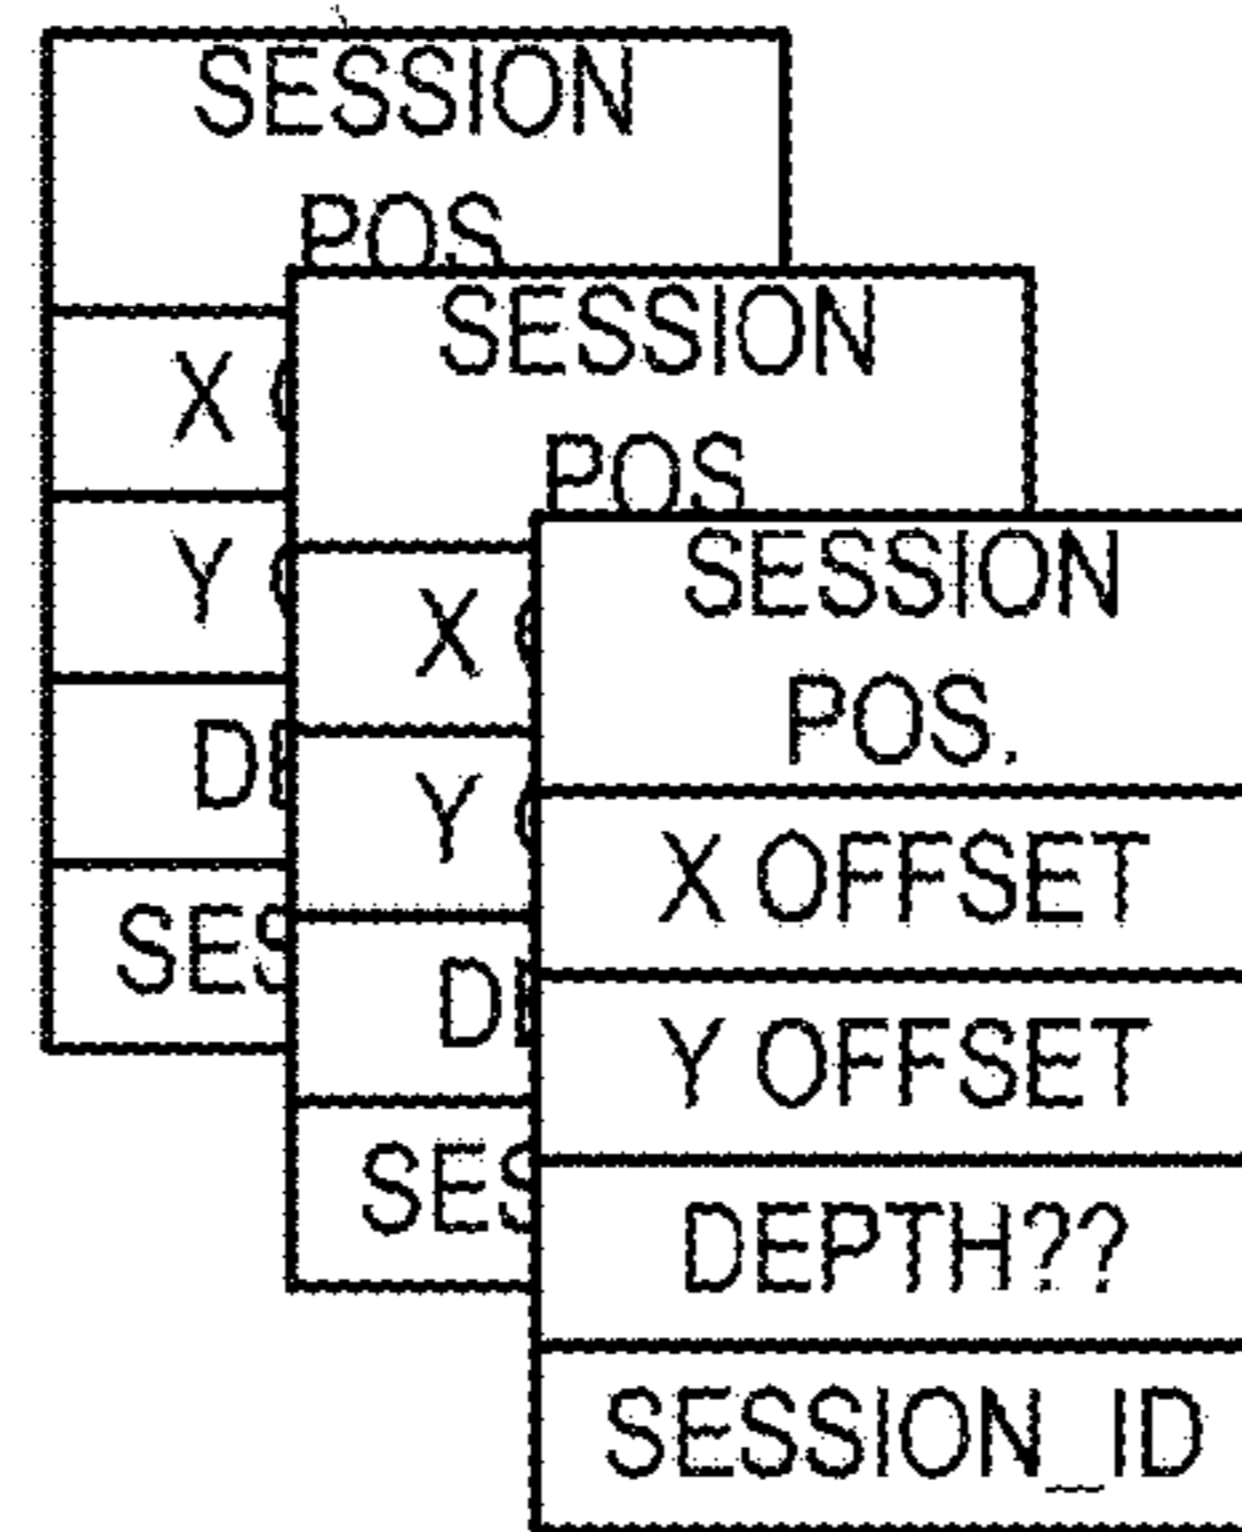 SESSION
POS
X
Y
SESSION
POS
X
Y
SESSION
POS.
X OFFSET
Y OFFSET
DEPTH??
SESSION_ID